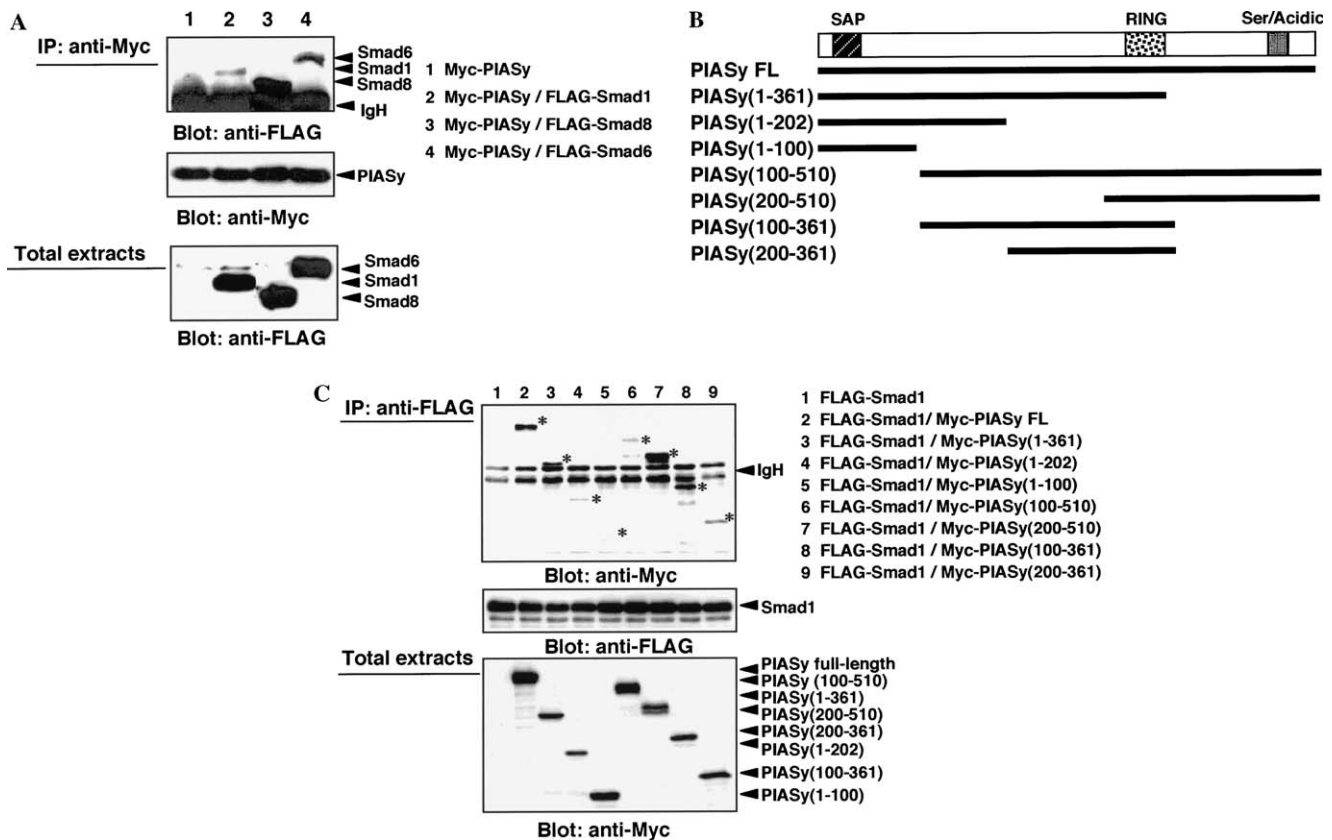 A
1 2 3 4
IP: anti-Myc
Smad6
Smad1
Smad8
IgH
Blot: anti-FLAG
1 Myc-PIASy
2 Myc-PIASy / FLAG-Smad1
3 Myc-PIASy / FLAG-Smad8
4 Myc-PIASy / FLAG-Smad6
PIASy
Blot: anti-Myc
Total extracts
Smad6
Smad1
Smad8
Blot: anti-FLAG
B
SAP RING Ser/Acidic
PIASy FL
PIASy(1-361)
PIASy(1-202)
PIASy(1-100)
PIASy(100-510)
PIASy(200-510)
PIASy(100-361)
PIASy(200-361)
C
1 2 3 4 5 6 7 8 9
IP: anti-FLAG
* * * * * * * *
IgH
Blot: anti-Myc
1 FLAG-Smad1
2 FLAG-Smad1/ Myc-PIASy FL
3 FLAG-Smad1 / Myc-PIASy(1-361)
4 FLAG-Smad1/ Myc-PIASy(1-202)
5 FLAG-Smad1/ Myc-PIASy(1-100)
6 FLAG-Smad1/ Myc-PIASy(100-510)
7 FLAG-Smad1 / Myc-PIASy(200-510)
8 FLAG-Smad1 / Myc-PIASy(100-361)
9 FLAG-Smad1 / Myc-PIASy(200-361)
Smad1
Blot: anti-FLAG
Total extracts
PIASy full-length
PIASy (100-510)
PIASy(1-361)
PIASy(200-510)
PIASy(200-361)
PIASy(1-202)
PIASy(100-361)
PIASy(1-100)
Blot: anti-Myc